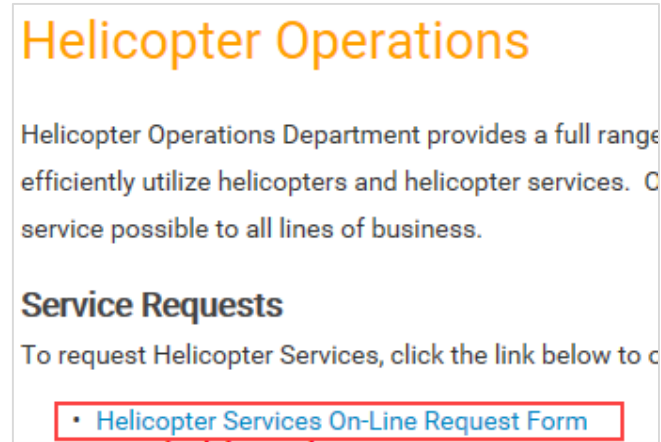 Helicopter Operations
Helicopter Operations Department provides a full range
efficiently utilize helicopters and helicopter services.
service possible to all lines of business.
Service Requests
To request Helicopter Services, click the link below to
• Helicopter Services On-Line Request Form